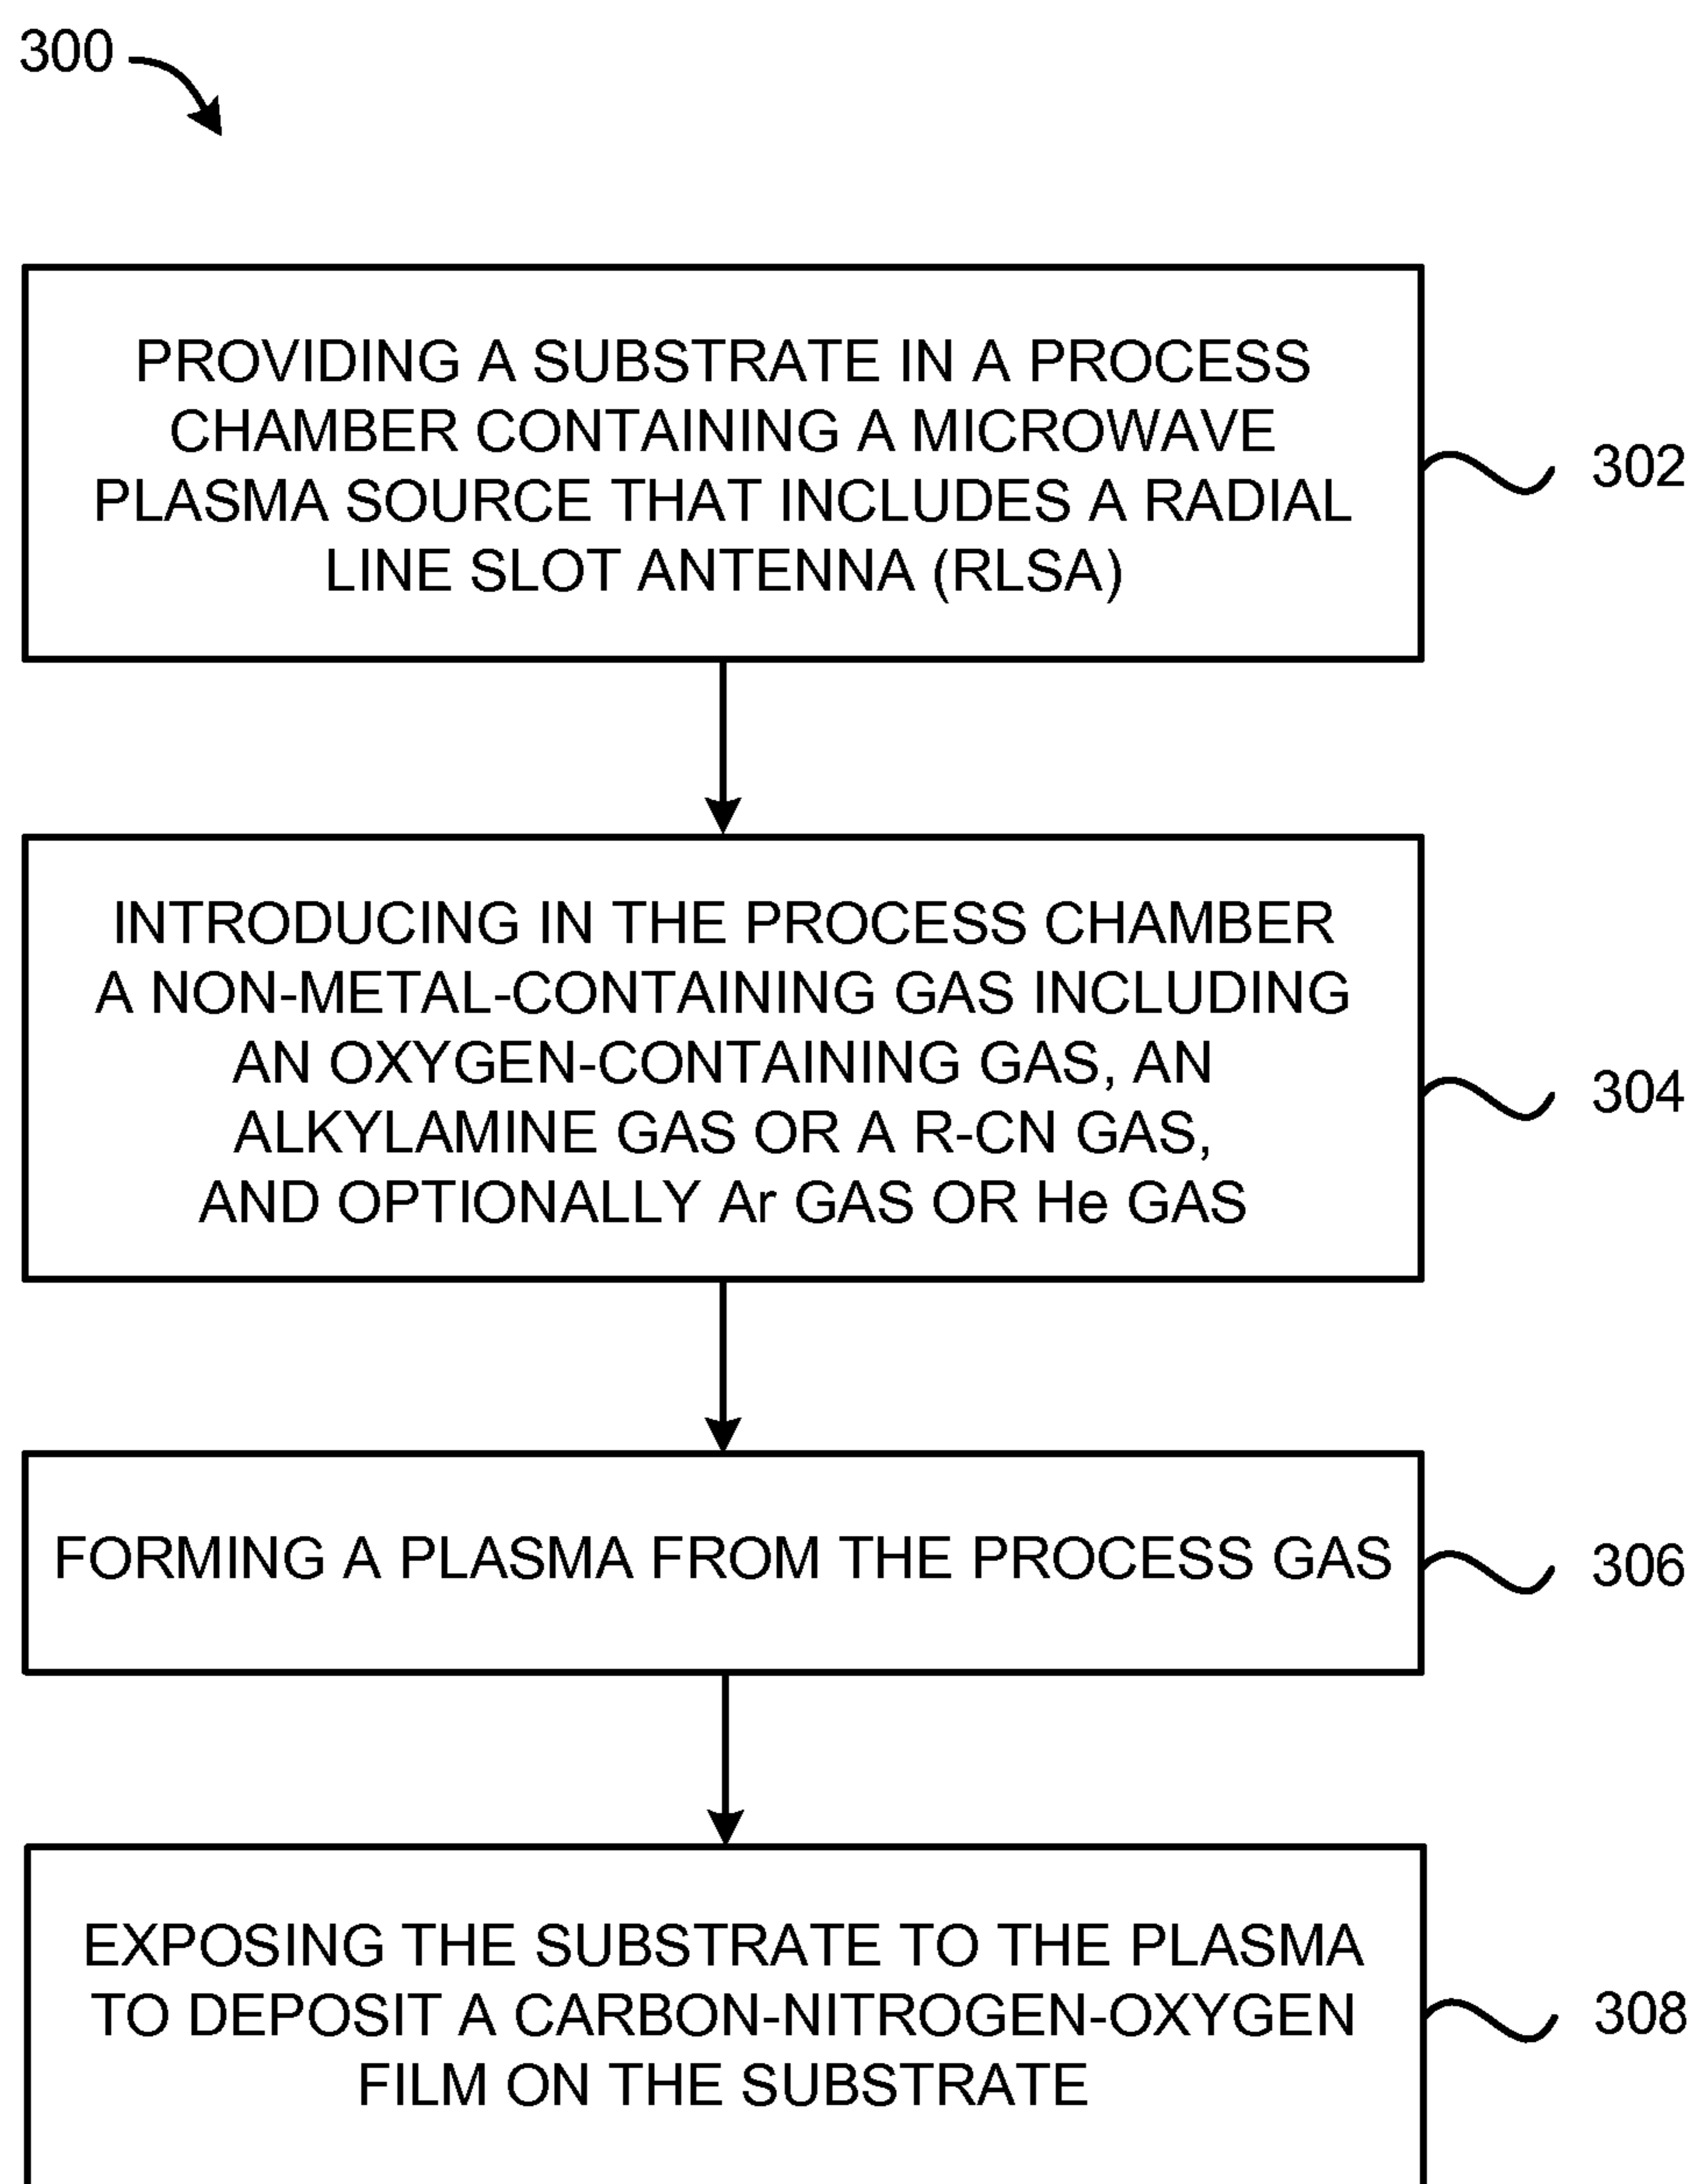 300
PROVIDING A SUBSTRATE IN A PROCESS
CHAMBER CONTAINING A MICROWAVE
PLASMA SOURCE THAT INCLUDES A RADIAL
LINE SLOT ANTENNA (RLSA)
302
INTRODUCING IN THE PROCESS CHAMBER
A NON-METAL-CONTAINING GAS INCLUDING
AN OXYGEN-CONTAINING GAS, AN
ALKYLAMINE GAS OR A R-CN GAS,
AND OPTIONALLY Ar GAS OR He GAS
304
FORMING A PLASMA FROM THE PROCESS GAS
306
EXPOSING THE SUBSTRATE TO THE PLASMA
TO DEPOSIT A CARBON-NITROGEN-OXYGEN
FILM ON THE SUBSTRATE
308